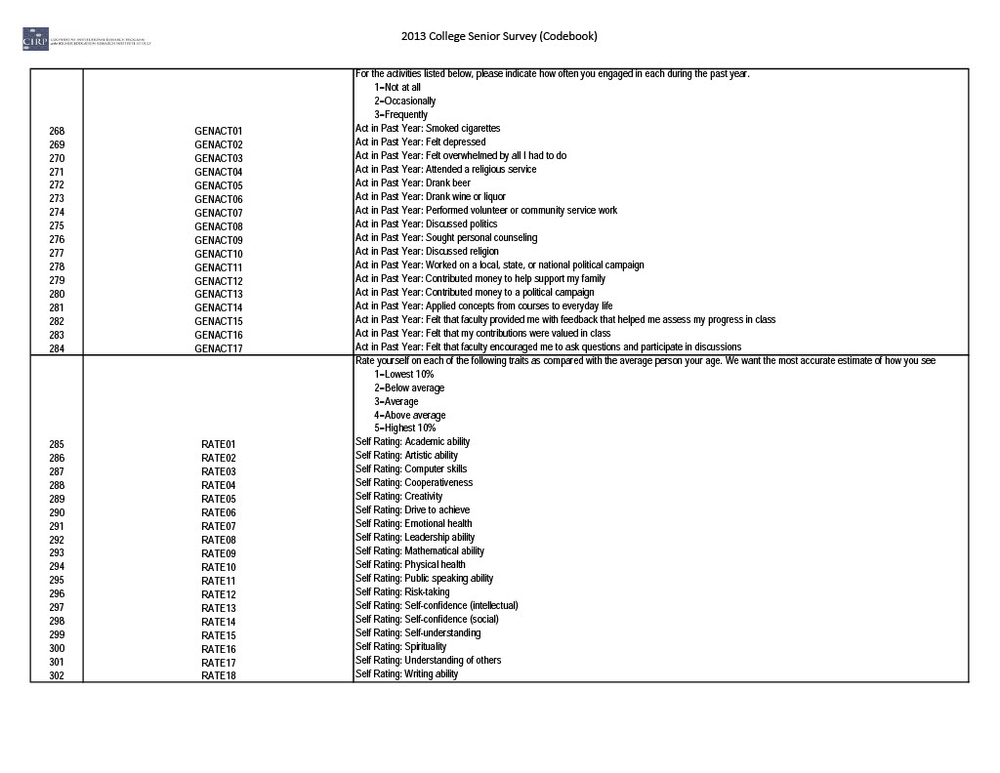 CIRP
COOPERATIVE INSTITUTIONAL RESEARCH PROGRAM
at the HIGHER EDUCATION RESEARCH INSTITUTE AT UCLA
2013 College Senior Survey (Codebook)
For the activities listed below, please indicate how often you engaged in each during the past year.
1=Not at all
2=Occasionally
3=Frequently
268 GENACT01 Act in Past Year: Smoked cigarettes
269 GENACT02 Act in Past Year: Felt depressed
270 GENACT03 Act in Past Year: Felt overwhelmed by all I had to do
271 GENACT04 Act in Past Year: Attended a religious service
272 GENACT05 Act in Past Year: Drank beer
273 GENACT06 Act in Past Year: Drank wine or liquor
274 GENACT07 Act in Past Year: Performed volunteer or community service work
275 GENACT08 Act in Past Year: Discussed politics
276 GENACT09 Act in Past Year: Sought personal counseling
277 GENACT10 Act in Past Year: Discussed religion
278 GENACT11 Act in Past Year: Worked on a local, state, or national political campaign
279 GENACT12 Act in Past Year: Contributed money to help support my family
280 GENACT13 Act in Past Year: Contributed money to a political campaign
281 GENACT14 Act in Past Year: Applied concepts from courses to everyday life
282 GENACT15 Act in Past Year: Felt that faculty provided me with feedback that helped me assess my progress in class
283 GENACT16 Act in Past Year: Felt that my contributions were valued in class
284 GENACT17 Act in Past Year: Felt that faculty encouraged me to ask questions and participate in discussions
Rate yourself on each of the following traits as compared with the average person your age. We want the most accurate estimate of how you see
1=Lowest 10%
2=Below average
3=Average
4=Above average
5=Highest 10%
285 RATE01 Self Rating: Academic ability
286 RATE02 Self Rating: Artistic ability
287 RATE03 Self Rating: Computer skills
288 RATE04 Self Rating: Cooperativeness
289 RATE05 Self Rating: Creativity
290 RATE06 Self Rating: Drive to achieve
291 RATE07 Self Rating: Emotional health
292 RATE08 Self Rating: Leadership ability
293 RATE09 Self Rating: Mathematical ability
294 RATE10 Self Rating: Physical health
295 RATE11 Self Rating: Public speaking ability
296 RATE12 Self Rating: Risk-taking
297 RATE13 Self Rating: Self-confidence (intellectual)
298 RATE14 Self Rating: Self-confidence (social)
299 RATE15 Self Rating: Self-understanding
300 RATE16 Self Rating: Spirituality
301 RATE17 Self Rating: Understanding of others
302 RATE18 Self Rating: Writing ability